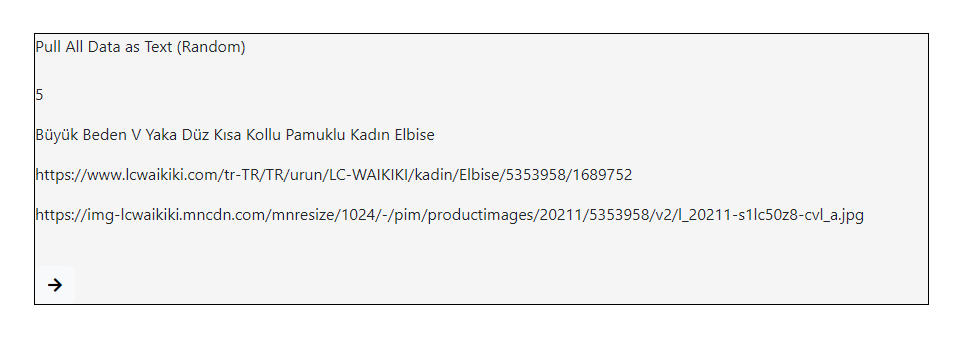 Pull All Data as Text (Random)
5
Büyük Beden V Yaka Düz Kısa Kollu Pamuklu Kadın Elbise
https://www.lcwaikiki.com/tr-TR/TR/urun/LC-WAIKIKI/kadin/Elbise/5353958/1689752
https://img-lcwaikiki.mncdn.com/mnresize/1024/-/pim/productimages/20211/5353958/v2/l_20211-s1lc50z8-cvl_a.jpg